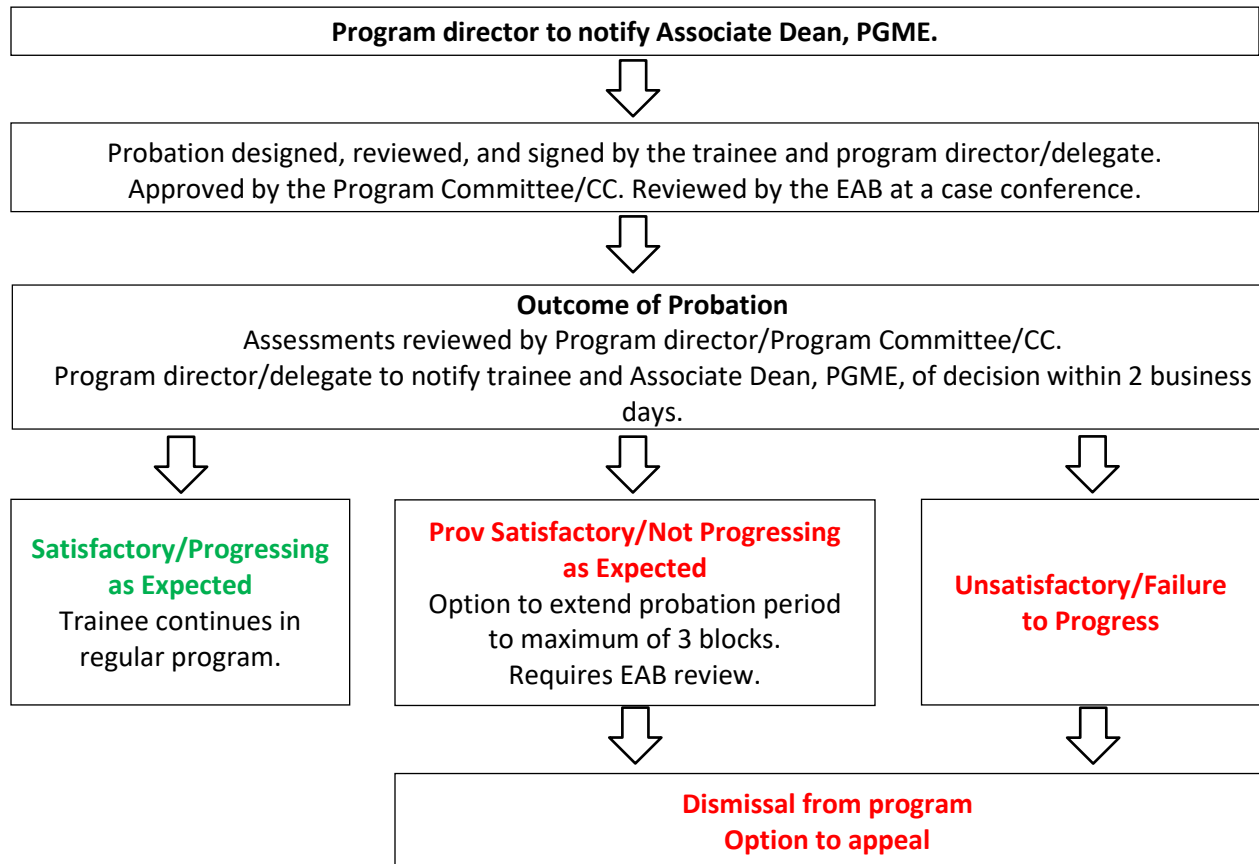 Program director to notify Associate Dean, PGME.
Probation designed, reviewed, and signed by the trainee and program director/delegate.
Approved by the Program Committee/CC. Reviewed by the EAB at a case conference.
Outcome of Probation
Assessments reviewed by Program director/Program Committee/CC.
Program director/delegate to notify trainee and Associate Dean, PGME, of decision within 2 business
days.
Satisfactory/Progressing
as Expected
Trainee continues in
regular program.
Prov Satisfactory/Not Progressing
as Expected
Option to extend probation period
to maximum of 3 blocks.
Requires EAB review.
Unsatisfactory/Failure
to Progress
Dismissal from program
Option to appeal